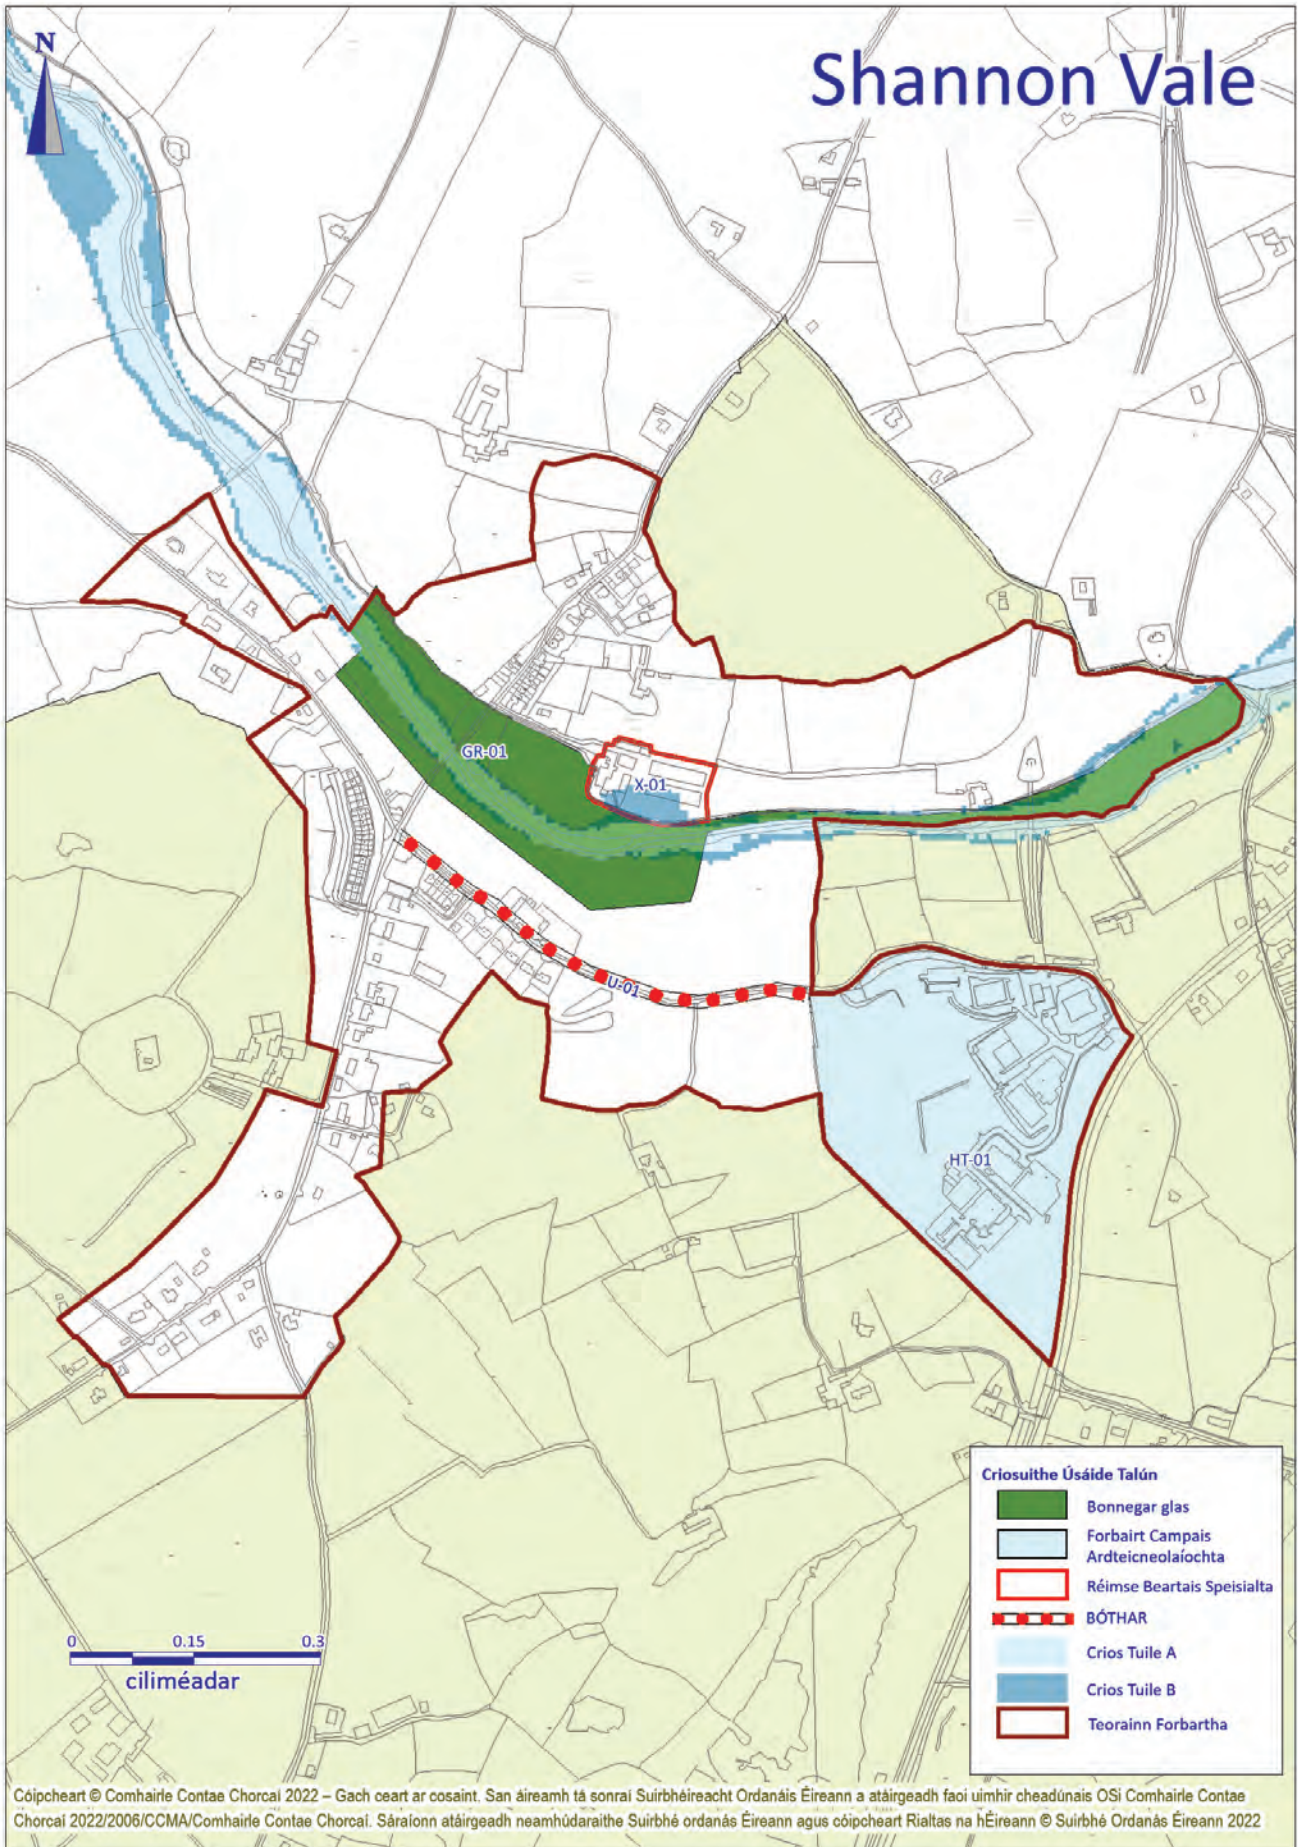 N
Shannon Vale
GR-01
X-01
U-01
HT-01
Criosuithe Úsáide Talún
Bonnegar glas
Forbairt Campais
Ardteicneolaíochta
Réimse Beartais Speisialta
BÓTHAR
Crios Tuile A
Crios Tuile B
Teorainn Forbartha
0 0.15 0.3
ciliméadar
Cóipcheart © Comhairle Contae Chorcaí 2022 – Gach ceart ar cosaint. San áireamh tá sonraí Suirbhéireacht Ordanáis Éireann a atáirgeadh faoi uimhir cheadúnais OSi Comhairle Contae
Chorcaí 2022/2006/CCMA/Comhairle Contae Chorcaí. Sáraíonn atáirgeadh neamhúdaraithe Suirbhé ordanás Éireann agus cóipcheart Rialtas na hÉireann © Suirbhé Ordanás Éireann 2022